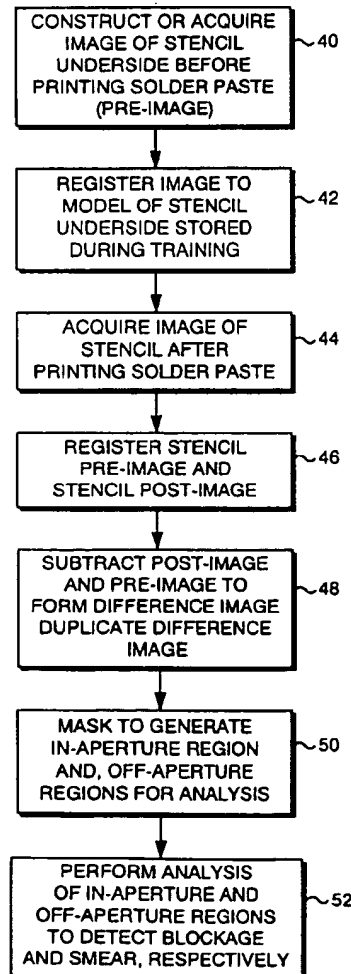 CONSTRUCT OR ACQUIRE
IMAGE OF STENCIL
UNDERSIDE BEFORE
PRINTING SOLDER PASTE
(PRE-IMAGE)
40
REGISTER IMAGE TO
MODEL OF STENCIL
UNDERSIDE STORED
DURING TRAINING
42
ACQUIRE IMAGE OF
STENCIL AFTER
PRINTING SOLDER PASTE
44
REGISTER STENCIL
PRE-IMAGE AND
STENCIL POST-IMAGE
46
SUBTRACT POST-IMAGE
AND PRE-IMAGE TO
FORM DIFFERENCE IMAGE
DUPLICATE DIFFERENCE
IMAGE
48
MASK TO GENERATE
IN-APERTURE REGION
AND, OFF-APERTURE
REGIONS FOR ANALYSIS
50
PERFORM ANALYSIS
OF IN-APERTURE AND
OFF-APERTURE REGIONS
TO DETECT BLOCKAGE
AND SMEAR, RESPECTIVELY
52